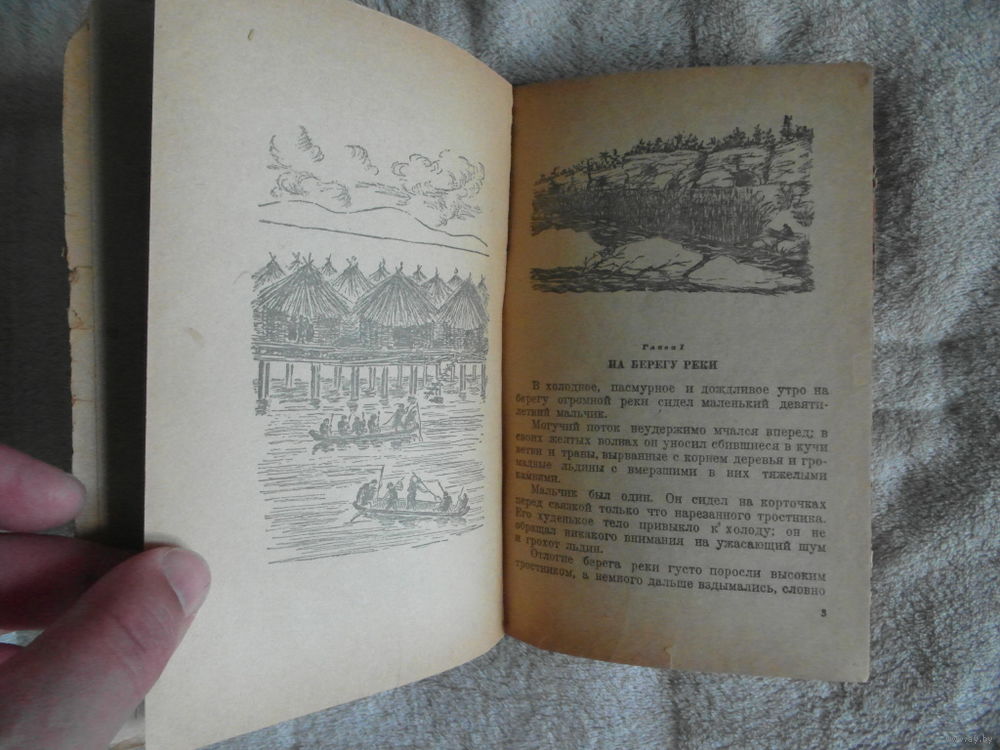 Глава I
НА БЕРЕГУ РЕКИ
В холодное, пасмурное и дождливое утро на
берегу огромной реки сидел маленький девяти-
летний мальчик.
Могучий поток неудержимо мчался вперед; в
своих желтых волнах он уносил сбившиеся в кучи
ветви и травы, вырванные с корнем деревья и гро-
мадные льдины с вмерзшими в них тяжелыми
камнями.
Мальчик был один. Он сидел на корточках
перед связкой только что нарезанного тростника.
Его худенькое тело привыкло к холоду: он не
обращал никакого внимания на ужасающий шум
и грохот льдин.
Отлогие берега реки густо поросли высоким
тростником, а немного дальше вздымались, словно
3
www.ay.by